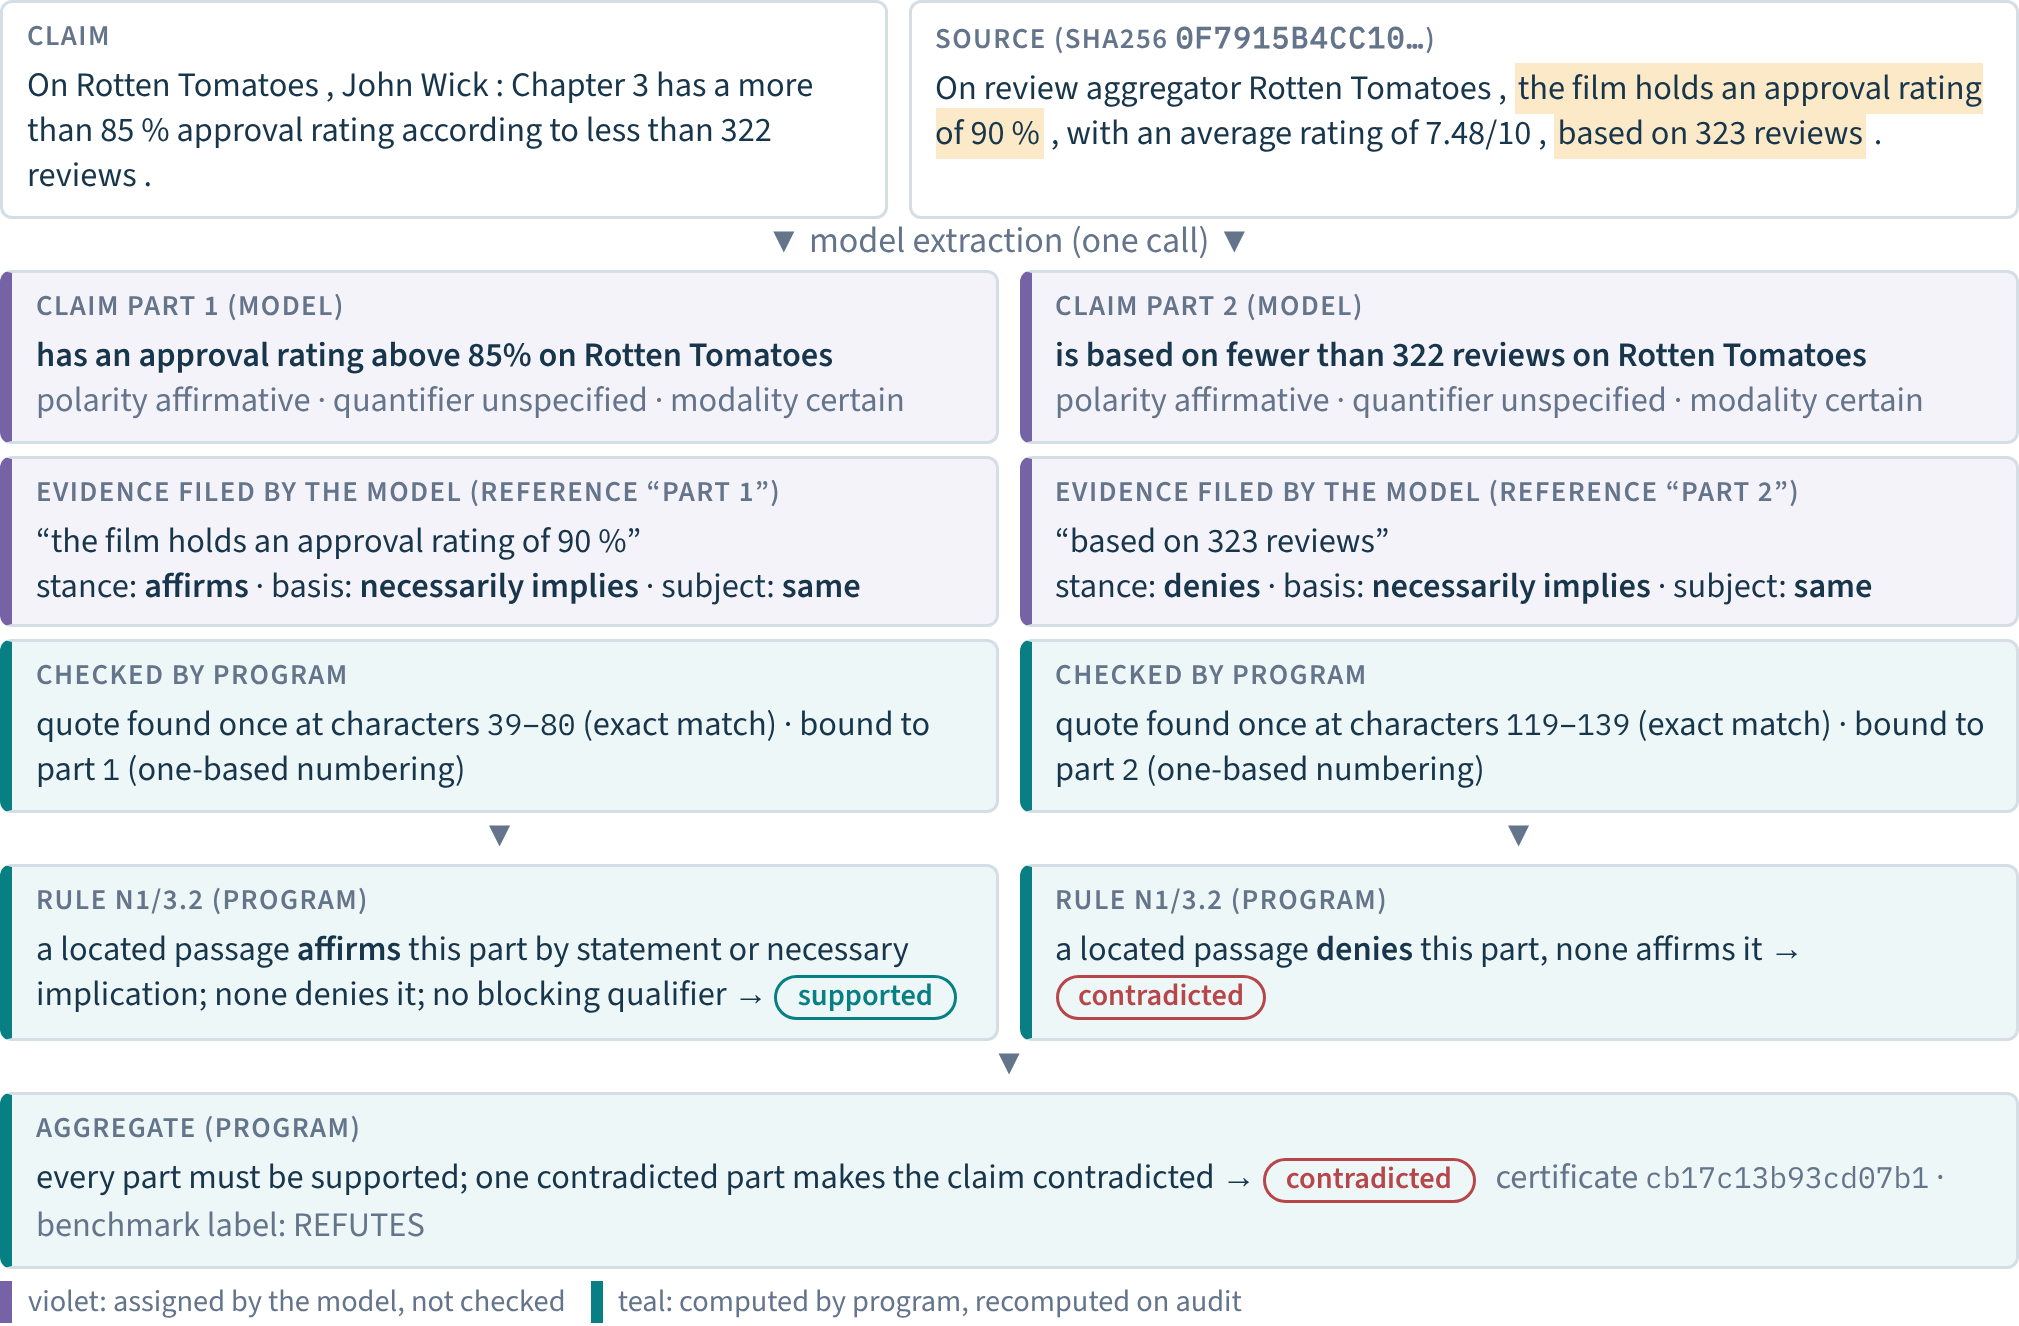 CLAIM
On Rotten Tomatoes , John Wick : Chapter 3 has a more
than 85 % approval rating according to less than 322
reviews .
SOURCE (SHA256 0F7915B4CC10…)
On review aggregator Rotten Tomatoes , the film holds an approval rating
of 90 % , with an average rating of 7.48/10 , based on 323 reviews .
▼ model extraction (one call) ▼
CLAIM PART 1 (MODEL)
has an approval rating above 85% on Rotten Tomatoes
polarity affirmative · quantifier unspecified · modality certain
CLAIM PART 2 (MODEL)
is based on fewer than 322 reviews on Rotten Tomatoes
polarity affirmative · quantifier unspecified · modality certain
EVIDENCE FILED BY THE MODEL (REFERENCE “PART 1”)
“the film holds an approval rating of 90 %”
stance: affirms · basis: necessarily implies · subject: same
EVIDENCE FILED BY THE MODEL (REFERENCE “PART 2”)
“based on 323 reviews”
stance: denies · basis: necessarily implies · subject: same
CHECKED BY PROGRAM
quote found once at characters 39–80 (exact match) · bound to
part 1 (one-based numbering)
CHECKED BY PROGRAM
quote found once at characters 119–139 (exact match) · bound to
part 2 (one-based numbering)
▼
▼
RULE N1/3.2 (PROGRAM)
a located passage affirms this part by statement or necessary
implication; none denies it; no blocking qualifier → supported
RULE N1/3.2 (PROGRAM)
a located passage denies this part, none affirms it →
contradicted
▼
AGGREGATE (PROGRAM)
every part must be supported; one contradicted part makes the claim contradicted → contradicted certificate cb17c13b93cd07b1 ·
benchmark label: REFUTES
violet: assigned by the model, not checked
teal: computed by program, recomputed on audit